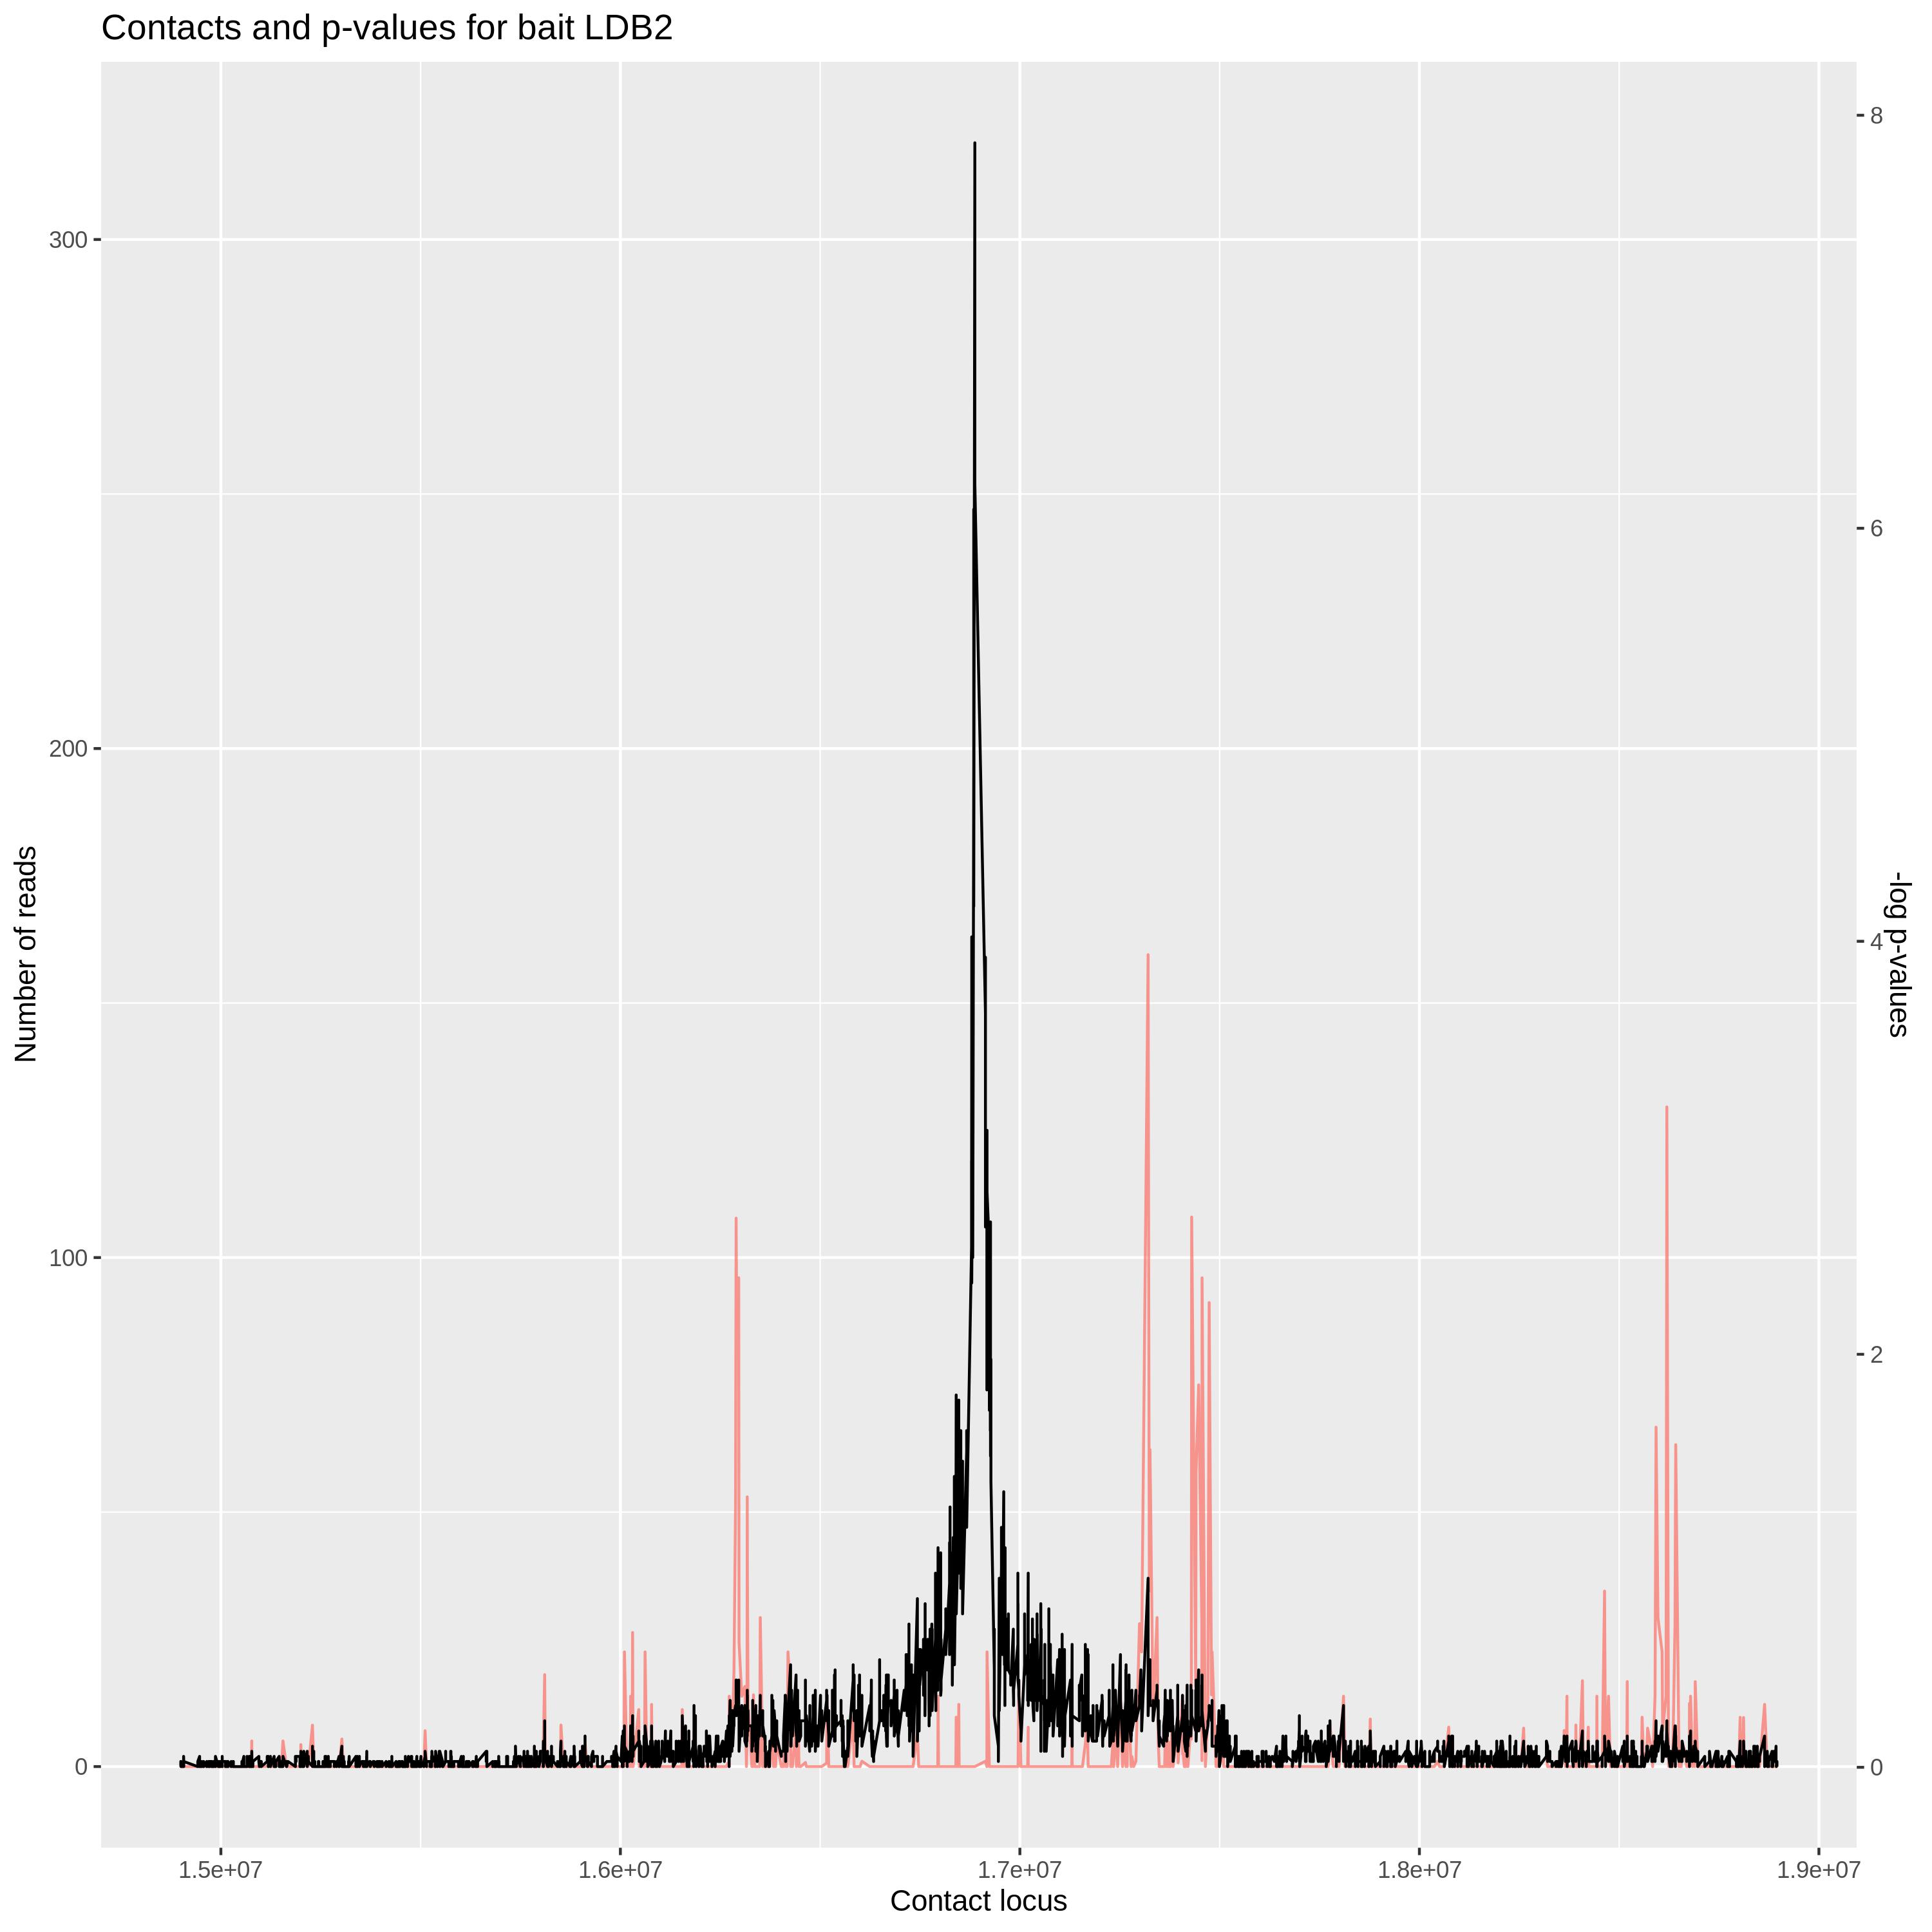 Contacts and p-values for bait LDB2
300
200
100
0
Number of reads
8
6
4
2
0
-log p-values
1.5e+07
1.6e+07
1.7e+07
1.8e+07
1.9e+07
Contact locus